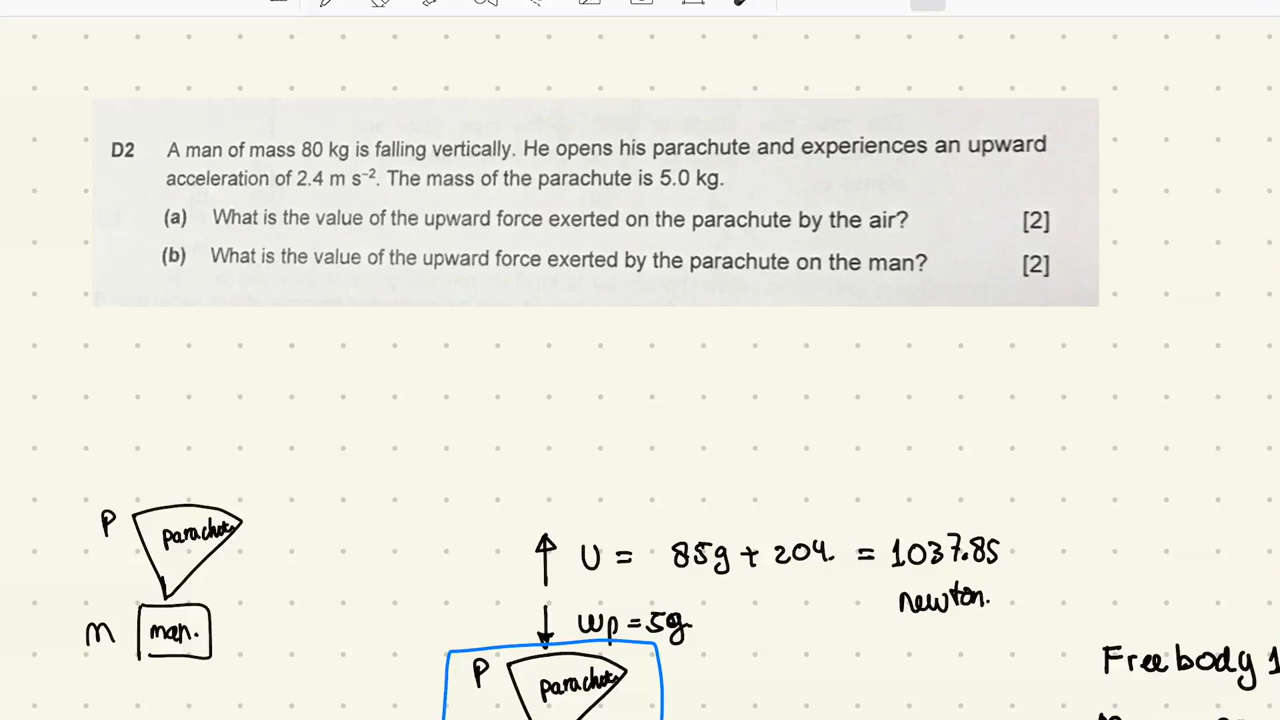 D2 A man of mass 80 kg is falling vertically. He opens his parachute and experiences an upward
acceleration of 2.4 m s⁻². The mass of the parachute is 5.0 kg.
(a) What is the value of the upward force exerted on the parachute by the air? [2]
(b) What is the value of the upward force exerted by the parachute on the man? [2]
P parachute
M man.
U = 85g + 204. = 1037.85
newton.
wp = 5g
P parachute
Free body 1